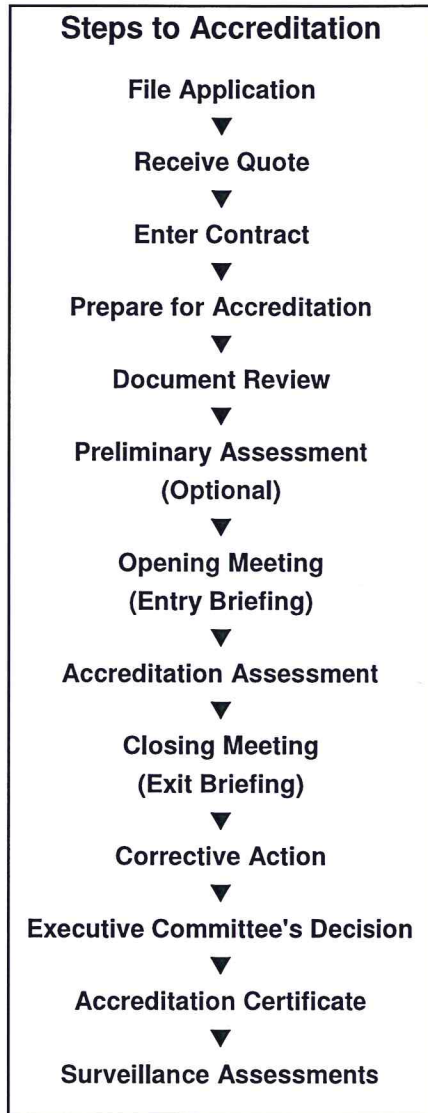 Steps to Accreditation
File Application
Receive Quote
Enter Contract
Prepare for Accreditation
Document Review
Preliminary Assessment
(Optional)
Opening Meeting
(Entry Briefing)
Accreditation Assessment
Closing Meeting
(Exit Briefing)
Corrective Action
Executive Committee's Decision
Accreditation Certificate
Surveillance Assessments